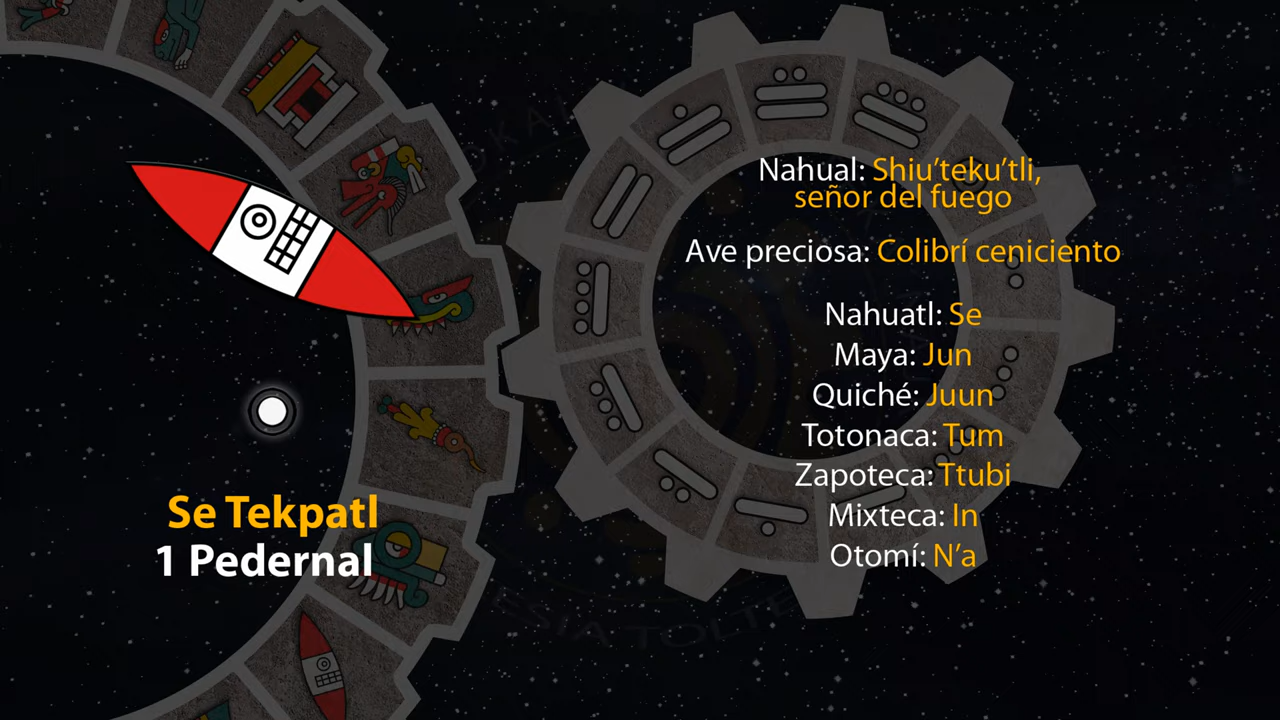 Nahual: Shiu’teku’tli,
señor del fuego
Ave preciosa: Colibrí ceniciento
Nahuatl: Se
Maya: Jun
Quiché: Juun
Totonaca: Tum
Zapoteca: Ttubi
Mixteca: In
Otomí: N’a
Se Tekpatl
1 Pedernal